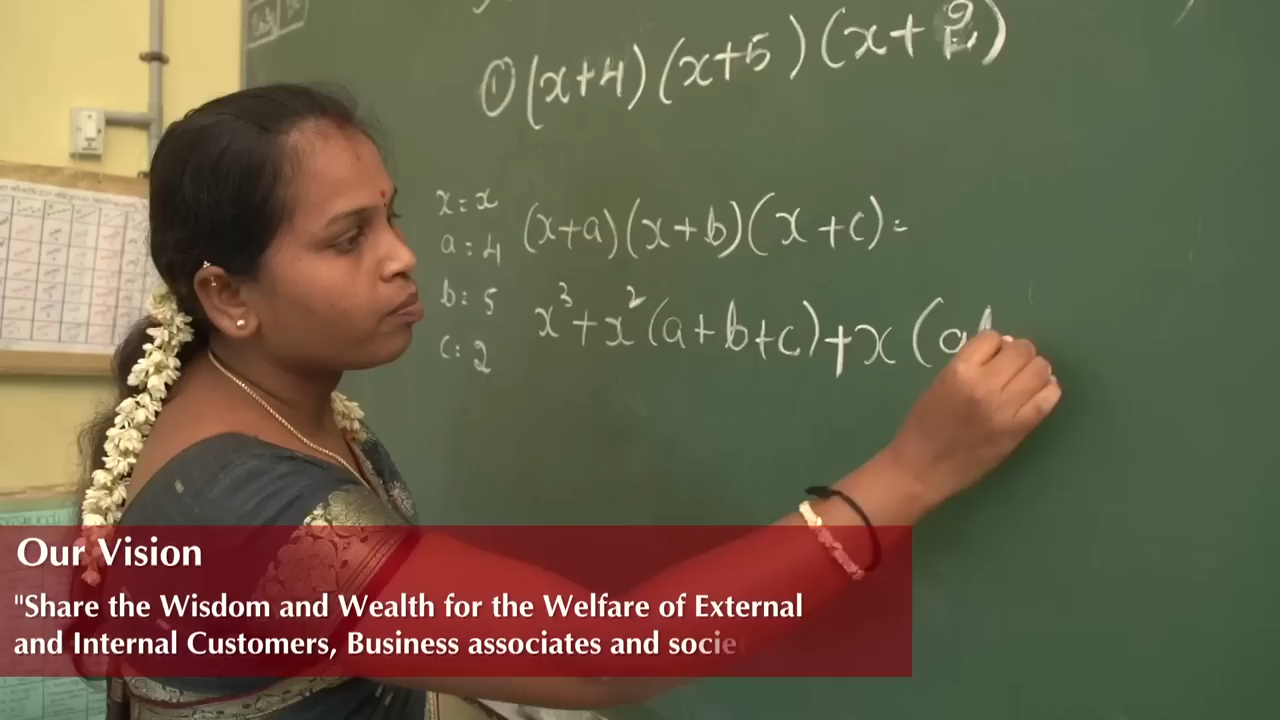 ① (x+4)(x+5)(x+2)
x = x
a = 4
b = 5
c = 2
(x+a)(x+b)(x+c) =
x³ + x²(a+b+c) + x(a
Our Vision
"Share the Wisdom and Wealth for the Welfare of External
and Internal Customers, Business associates and socie